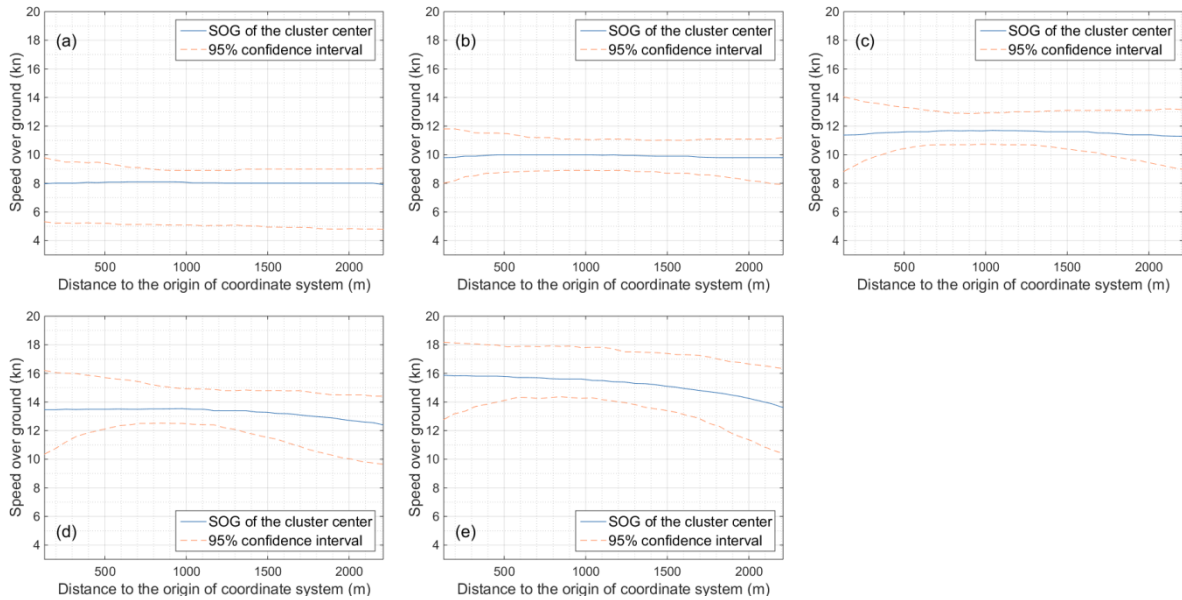 20
18
16
14
12
10
8
6
4
Speed over ground (kn)
(a)
SOG of the cluster center
95% confidence interval
500
1000
1500
2000
Distance to the origin of coordinate system (m)
20
18
16
14
12
10
8
6
4
Speed over ground (kn)
(b)
SOG of the cluster center
95% confidence interval
500
1000
1500
2000
Distance to the origin of coordinate system (m)
20
18
16
14
12
10
8
6
4
Speed over ground (kn)
(c)
SOG of the cluster center
95% confidence interval
500
1000
1500
2000
Distance to the origin of coordinate system (m)
20
18
16
14
12
10
8
6
4
Speed over ground (kn)
(d)
SOG of the cluster center
95% confidence interval
500
1000
1500
2000
Distance to the origin of coordinate system (m)
20
18
16
14
12
10
8
6
4
Speed over ground (kn)
(e)
SOG of the cluster center
95% confidence interval
500
1000
1500
2000
Distance to the origin of coordinate system (m)